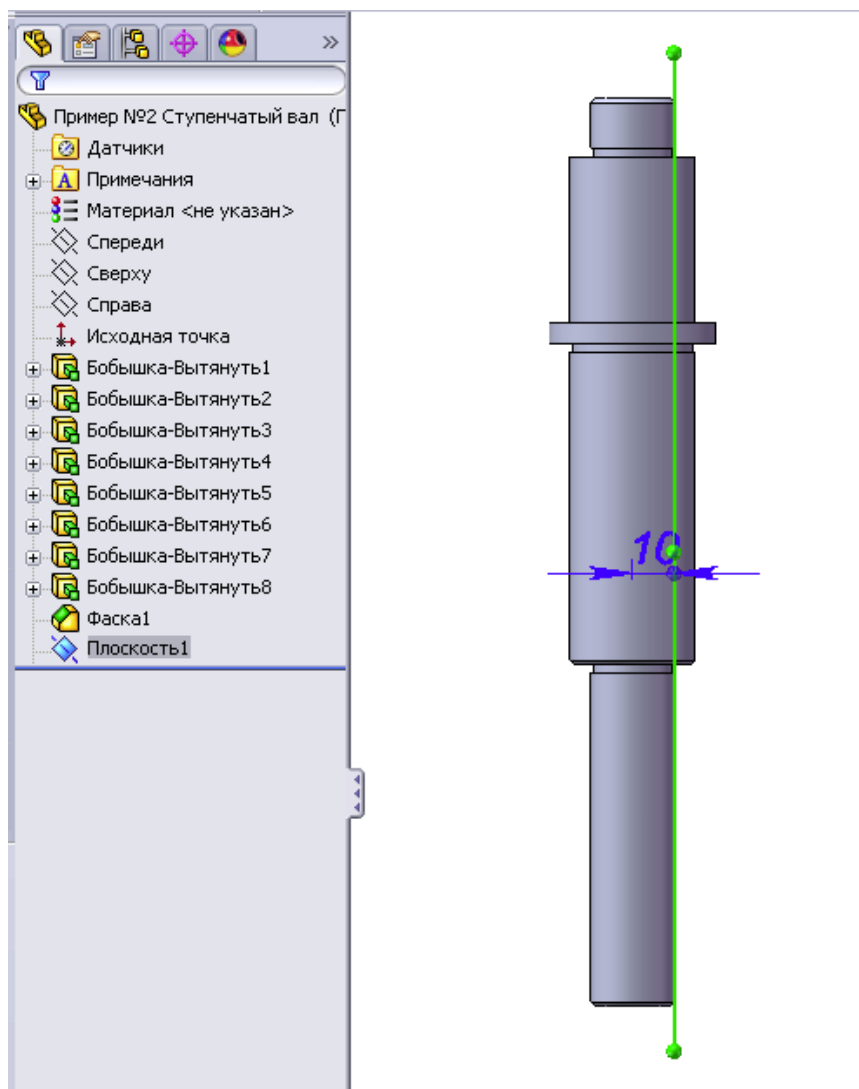 Пример №2 Ступенчатый вал (Г
Датчики
Примечания
Материал <не указан>
Спереди
Сверху
Справа
Исходная точка
Бобышка-Вытянуть1
Бобышка-Вытянуть2
Бобышка-Вытянуть3
Бобышка-Вытянуть4
Бобышка-Вытянуть5
Бобышка-Вытянуть6
Бобышка-Вытянуть7
Бобышка-Вытянуть8
Фаска1
Плоскость1
10